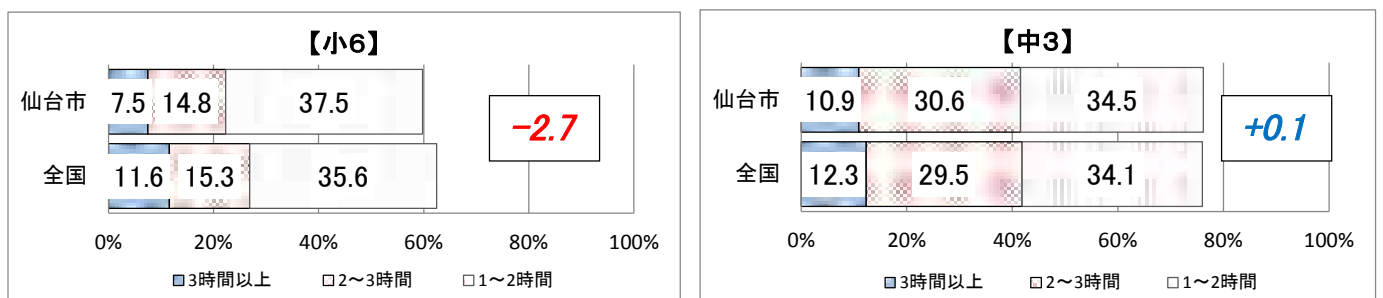 【小6】
仙台市 7.5 14.8 37.5
-2.7
全国 11.6 15.3 35.6
0% 20% 40% 60% 80% 100%
3時間以上 2～3時間 1～2時間
【中3】
仙台市 10.9 30.6 34.5
+0.1
全国 12.3 29.5 34.1
0% 20% 40% 60% 80% 100%
3時間以上 2～3時間 1～2時間